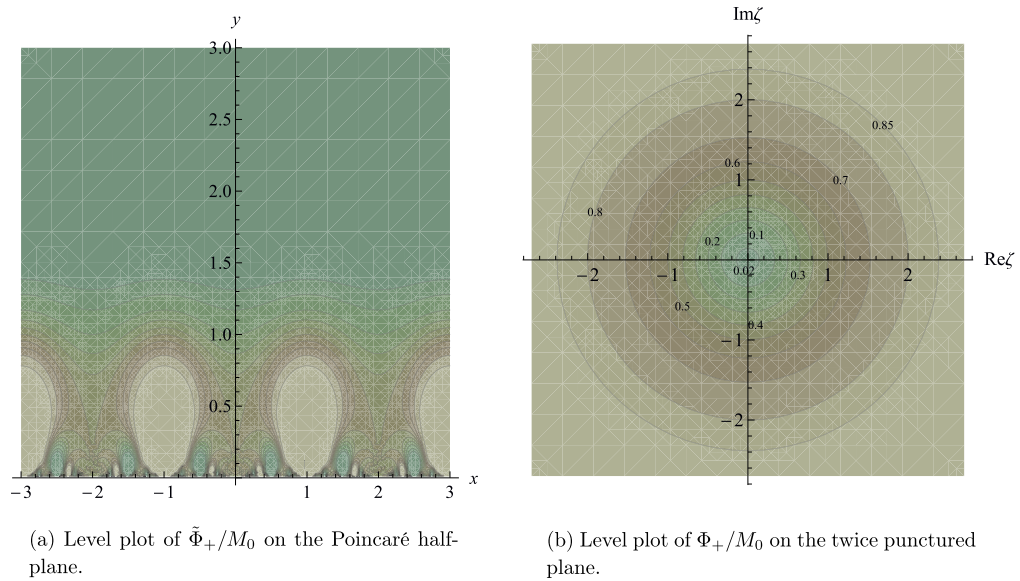 y
3.0
2.5
2.0
1.5
1.0
0.5
−3 −2 −1 1 2 3 x
Imζ
2
0.85
0.6
1
0.7
0.8
0.2
0.1
Reζ
0.02
0.3
−2 −1 1 2
0.5
0.4
−1
−2
(a) Level plot of Φ̃₊/M₀ on the Poincaré half-
plane.
(b) Level plot of Φ₊/M₀ on the twice punctured
plane.